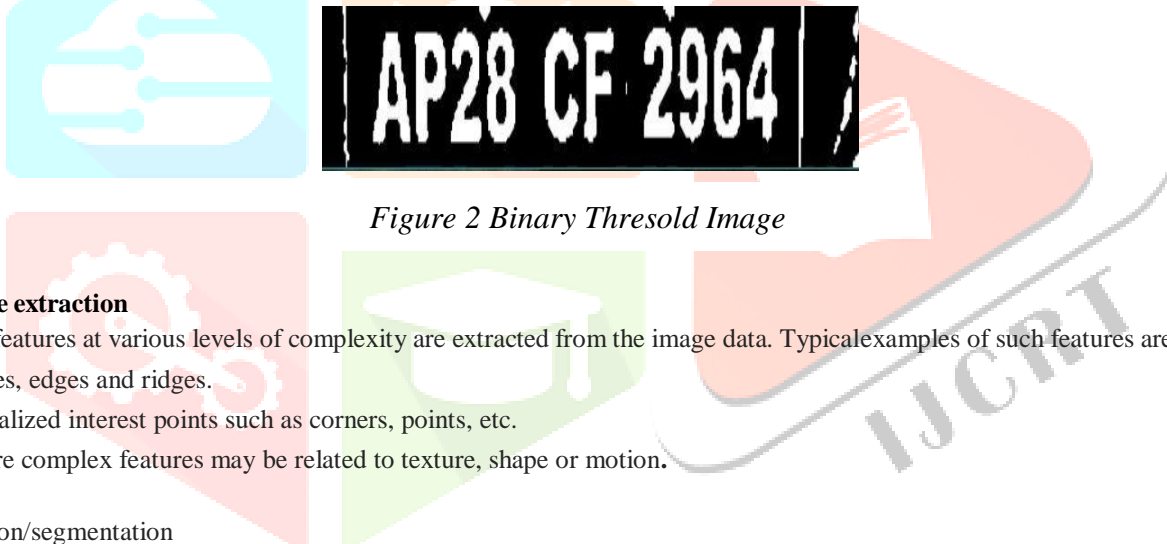 AP28 CF 2964
Figure 2 Binary Thresold Image
e extraction
features at various levels of complexity are extracted from the image data. Typicalexamples of such features are
es, edges and ridges.
alized interest points such as corners, points, etc.
re complex features may be related to texture, shape or motion.
on/segmentation
IJCRT